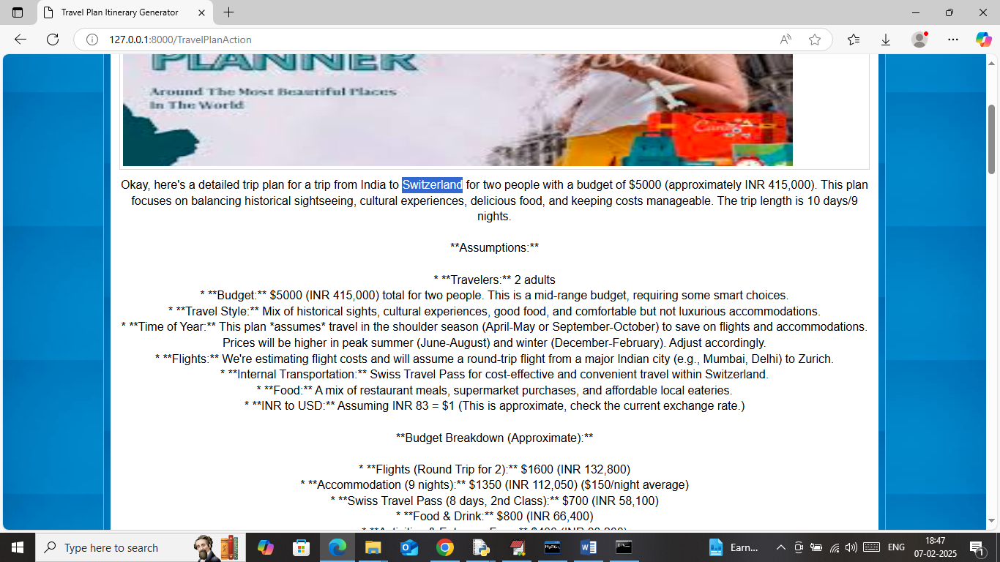 Travel Plan Itinerary Generator
127.0.0.1:8000/TravelPlanAction
PLANNER
Around The Most Beautiful Places
In The World
Okay, here's a detailed trip plan for a trip from India to Switzerland for two people with a budget of $5000 (approximately INR 415,000). This plan
focuses on balancing historical sightseeing, cultural experiences, delicious food, and keeping costs manageable. The trip length is 10 days/9
nights.
**Assumptions:**
* **Travelers:** 2 adults
* **Budget:** $5000 (INR 415,000) total for two people. This is a mid-range budget, requiring some smart choices.
* **Travel Style:** Mix of historical sights, cultural experiences, good food, and comfortable but not luxurious accommodations.
* **Time of Year:** This plan *assumes* travel in the shoulder season (April-May or September-October) to save on flights and accommodations.
Prices will be higher in peak summer (June-August) and winter (December-February). Adjust accordingly.
* **Flights:** We're estimating flight costs and will assume a round-trip flight from a major Indian city (e.g., Mumbai, Delhi) to Zurich.
* **Internal Transportation:** Swiss Travel Pass for cost-effective and convenient travel within Switzerland.
* **Food:** A mix of restaurant meals, supermarket purchases, and affordable local eateries.
* **INR to USD:** Assuming INR 83 = $1 (This is approximate, check the current exchange rate.)
**Budget Breakdown (Approximate):**
* **Flights (Round Trip for 2):** $1600 (INR 132,800)
* **Accommodation (9 nights):** $1350 (INR 112,050) ($150/night average)
* **Swiss Travel Pass (8 days, 2nd Class):** $700 (INR 58,100)
* **Food & Drink:** $800 (INR 66,400)
Type here to search
Earn...
ENG
18:47
07-02-2025
1